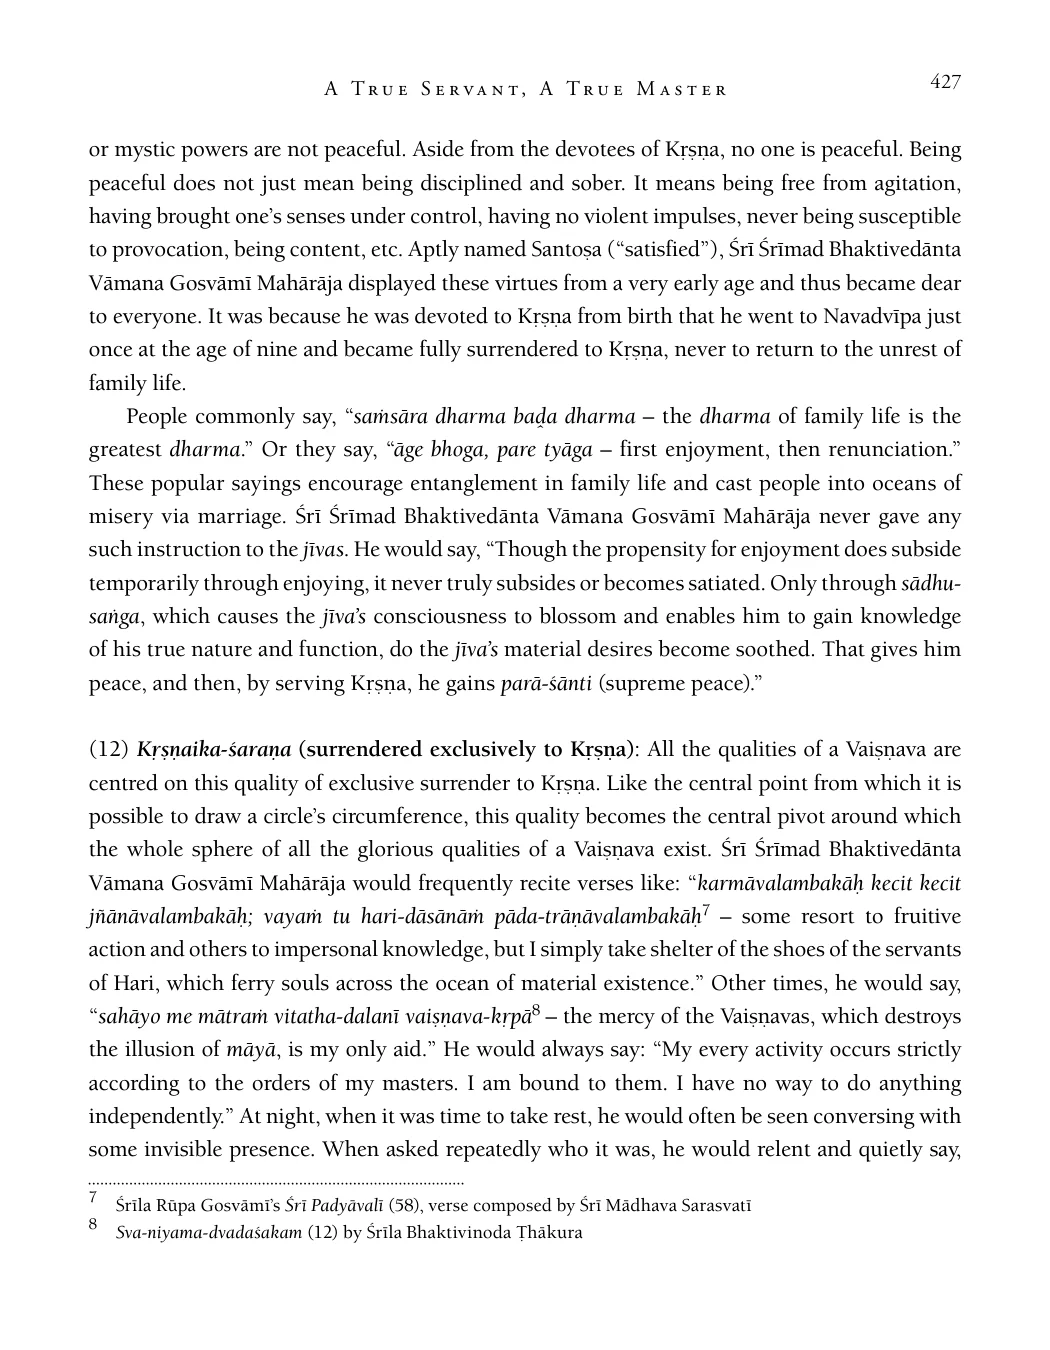 A True Servant, A True Master
427
or mystic powers are not peaceful. Aside from the devotees of Kṛṣṇa, no one is peaceful. Being
peaceful does not just mean being disciplined and sober. It means being free from agitation,
having brought one’s senses under control, having no violent impulses, never being susceptible
to provocation, being content, etc. Aptly named Santoṣa (“satisfied”), Śrī Śrīmad Bhaktivedānta
Vāmana Gosvāmī Mahārāja displayed these virtues from a very early age and thus became dear
to everyone. It was because he was devoted to Kṛṣṇa from birth that he went to Navadvīpa just
once at the age of nine and became fully surrendered to Kṛṣṇa, never to return to the unrest of
family life.
People commonly say, “saṁsāra dharma baḓa dharma – the dharma of family life is the
greatest dharma.” Or they say, “āge bhoga, pare tyāga – first enjoyment, then renunciation.”
These popular sayings encourage entanglement in family life and cast people into oceans of
misery via marriage. Śrī Śrīmad Bhaktivedānta Vāmana Gosvāmī Mahārāja never gave any
such instruction to the jīvas. He would say, “Though the propensity for enjoyment does subside
temporarily through enjoying, it never truly subsides or becomes satiated. Only through sādhu-
saṅga, which causes the jīva’s consciousness to blossom and enables him to gain knowledge
of his true nature and function, do the jīva’s material desires become soothed. That gives him
peace, and then, by serving Kṛṣṇa, he gains parā-śānti (supreme peace).”
(12) Kṛṣṇaika-śaraṇa (surrendered exclusively to Kṛṣṇa): All the qualities of a Vaiṣṇava are
centred on this quality of exclusive surrender to Kṛṣṇa. Like the central point from which it is
possible to draw a circle’s circumference, this quality becomes the central pivot around which
the whole sphere of all the glorious qualities of a Vaiṣṇava exist. Śrī Śrīmad Bhaktivedānta
Vāmana Gosvāmī Mahārāja would frequently recite verses like: “karmāvalambakāḥ kecit kecit
jñānāvalambakāḥ; vayaṁ tu hari-dāsānāṁ pāda-trāṇāvalambakāḥ7 – some resort to fruitive
action and others to impersonal knowledge, but I simply take shelter of the shoes of the servants
of Hari, which ferry souls across the ocean of material existence.” Other times, he would say,
“sahāyo me mātraṁ vitatha-dalanī vaiṣṇava-kṛpā8 – the mercy of the Vaiṣṇavas, which destroys
the illusion of māyā, is my only aid.” He would always say: “My every activity occurs strictly
according to the orders of my masters. I am bound to them. I have no way to do anything
independently.” At night, when it was time to take rest, he would often be seen conversing with
some invisible presence. When asked repeatedly who it was, he would relent and quietly say,
7 Śrīla Rūpa Gosvāmī’s Śrī Padyāvalī (58), verse composed by Śrī Mādhava Sarasvatī
8 Sva-niyama-dvadaśakam (12) by Śrīla Bhaktivinoda Ṭhākura